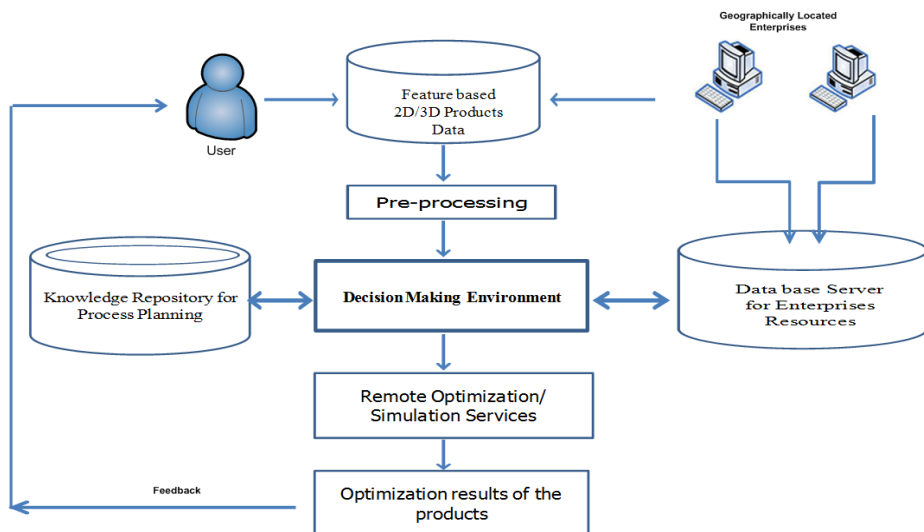 Geographically Located
Enterprises
Feature based
2D/3D Products
Data
User
Pre-processing
Knowledge Repository for
Process Planning
Decision Making Environment
Data base Server
for Enterprises
Resources
Remote Optimization/
Simulation Services
Feedback
Optimization results of the
products